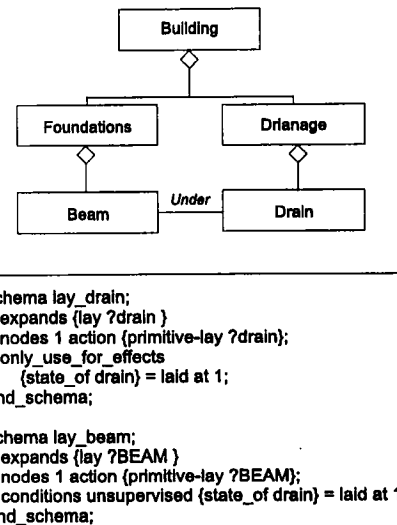 Building
Foundations
Drianage
Under
Beam
Drain
chema lay_drain;
expands {lay ?drain }
nodes 1 action {primitive-lay ?drain};
only_use_for_effects
{state_of drain} = laid at 1;
nd_schema;
chema lay_beam;
expands {lay ?BEAM }
nodes 1 action {primitive-lay ?BEAM};
conditions unsupervised {state_of drain} = laid at 1
nd_schema;